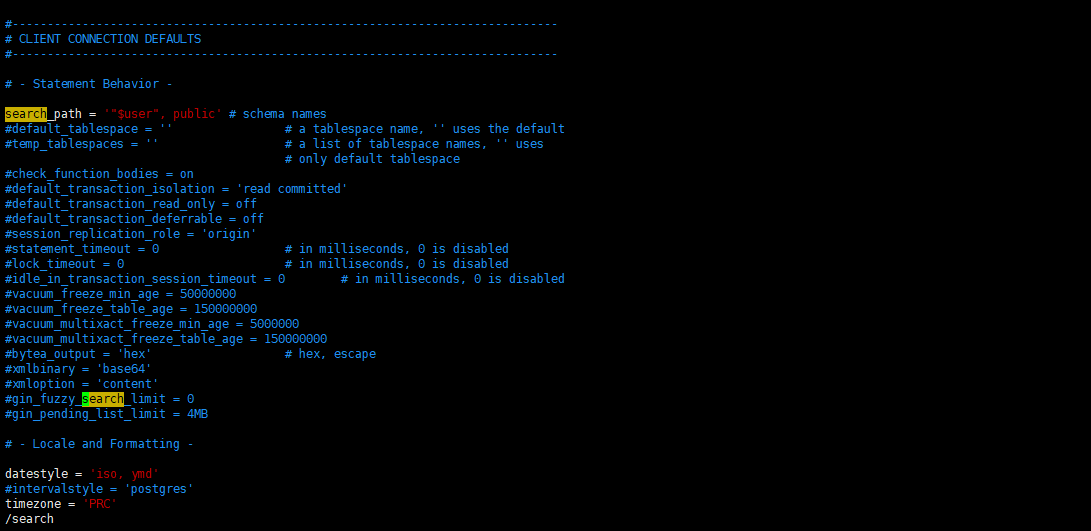 #------------------------------------------------------------------------------
# CLIENT CONNECTION DEFAULTS
#------------------------------------------------------------------------------
# - Statement Behavior -
search_path = '"$user", public' # schema names
#default_tablespace = ''                # a tablespace name, '' uses the default
#temp_tablespaces = ''                  # a list of tablespace names, '' uses
                                        # only default tablespace
#check_function_bodies = on
#default_transaction_isolation = 'read committed'
#default_transaction_read_only = off
#default_transaction_deferrable = off
#session_replication_role = 'origin'
#statement_timeout = 0                  # in milliseconds, 0 is disabled
#lock_timeout = 0                       # in milliseconds, 0 is disabled
#idle_in_transaction_session_timeout = 0        # in milliseconds, 0 is disabled
#vacuum_freeze_min_age = 50000000
#vacuum_freeze_table_age = 150000000
#vacuum_multixact_freeze_min_age = 5000000
#vacuum_multixact_freeze_table_age = 150000000
#bytea_output = 'hex'                   # hex, escape
#xmlbinary = 'base64'
#xmloption = 'content'
#gin_fuzzy_search_limit = 0
#gin_pending_list_limit = 4MB
# - Locale and Formatting -
datestyle = 'iso, ymd'
#intervalstyle = 'postgres'
timezone = 'PRC'
/search